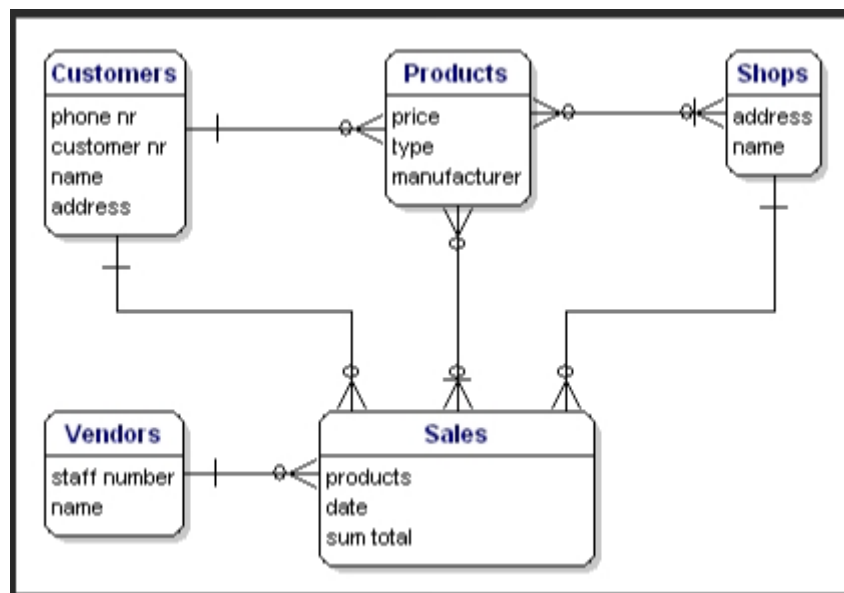 Customers
phone nr
customer nr
name
address
Products
price
type
manufacturer
Shops
address
name
Vendors
staff number
name
Sales
products
date
sum total